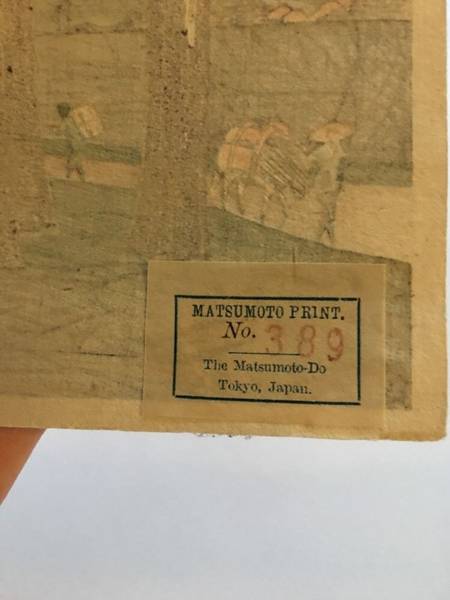 MATSUMOTO PRINT.
No. 389
The Matsumoto-Do
Tokyo, Japan.